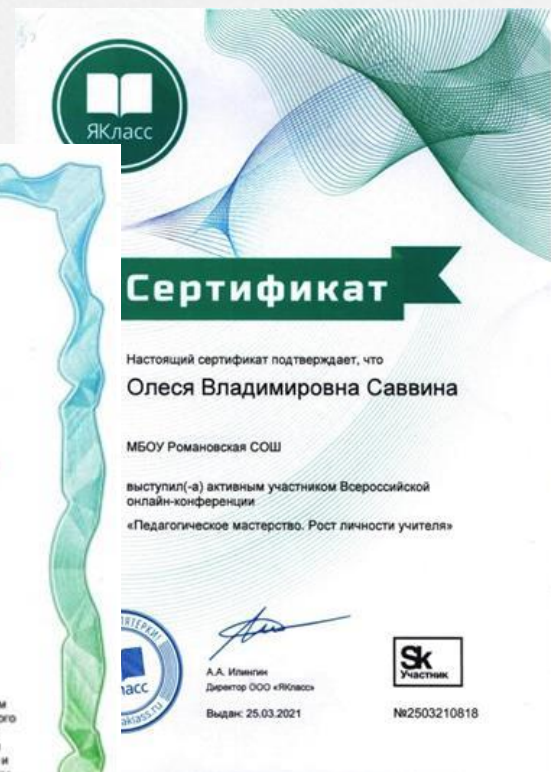 ЯКласс
Сертификат
Настоящий сертификат подтверждает, что
Олеся Владимировна Саввина
МБОУ Романовская СОШ
выступил(-а) активным участником Всероссийской
онлайн-конференции
«Педагогическое мастерство. Рост личности учителя»
А.А. Илингин
Директор ООО «ЯКласс»
Выдан: 25.03.2021
Sk
Участник
№2503210818